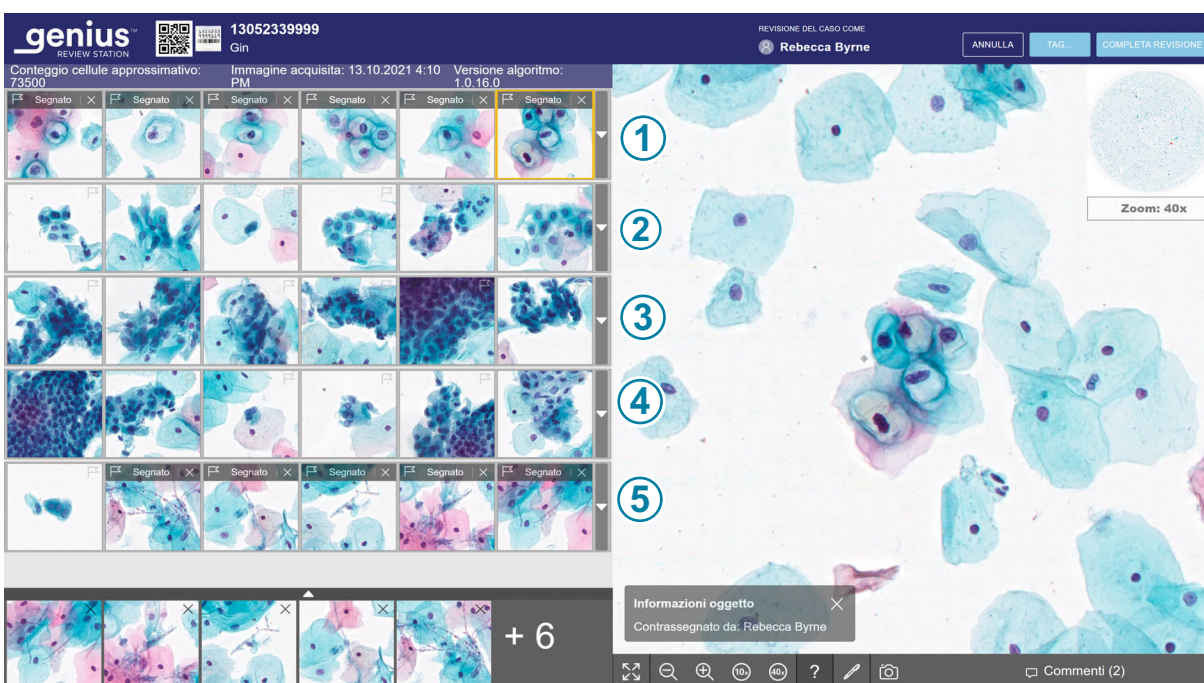 genius™
REVIEW STATION
13052339999
Gin
REVISIONE DEL CASO COME
Rebecca Byrne
ANNULLA
TAG...
COMPLETA REVISIONE
Conteggio cellule approssimativo:
73500
Immagine acquisita: 13.10.2021 4:10
PM
Versione algoritmo:
1.0.16.0
Segnato
Segnato
Segnato
Segnato
Segnato
Segnato
1
2
3
4
Segnato
Segnato
Segnato
Segnato
Segnato
5
+ 6
Zoom: 40x
Informazioni oggetto
Contrassegnato da: Rebecca Byrne
10x
40x
?
Commenti (2)